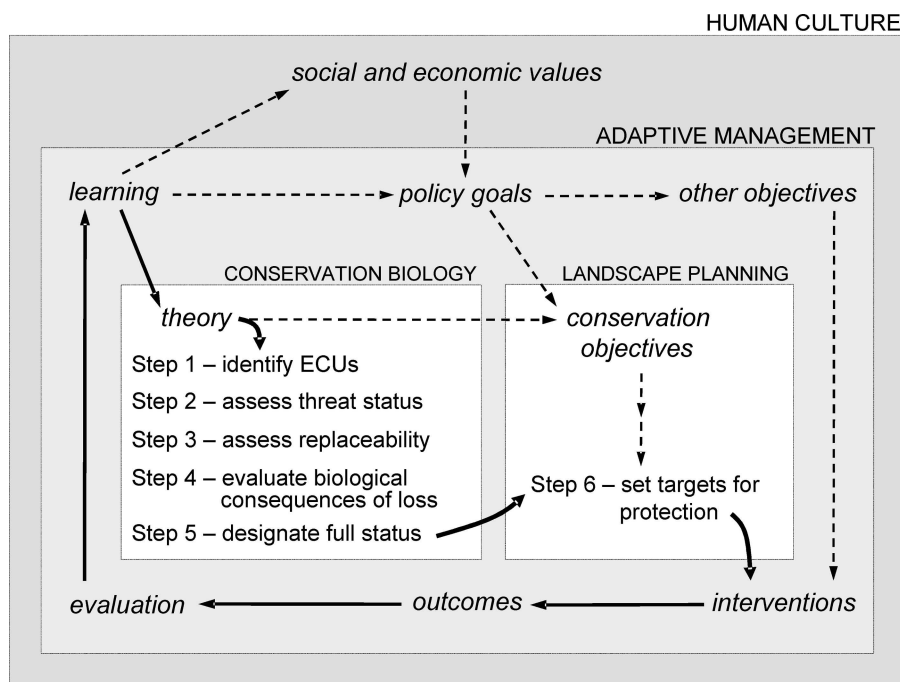 HUMAN CULTURE
social and economic values
ADAPTIVE MANAGEMENT
learning
policy goals
other objectives
CONSERVATION BIOLOGY
LANDSCAPE PLANNING
theory
conservation
objectives
Step 1 – identify ECUs
Step 2 – assess threat status
Step 3 – assess replaceability
Step 4 – evaluate biological
consequences of loss
Step 5 – designate full status
Step 6 – set targets for
protection
evaluation
outcomes
interventions